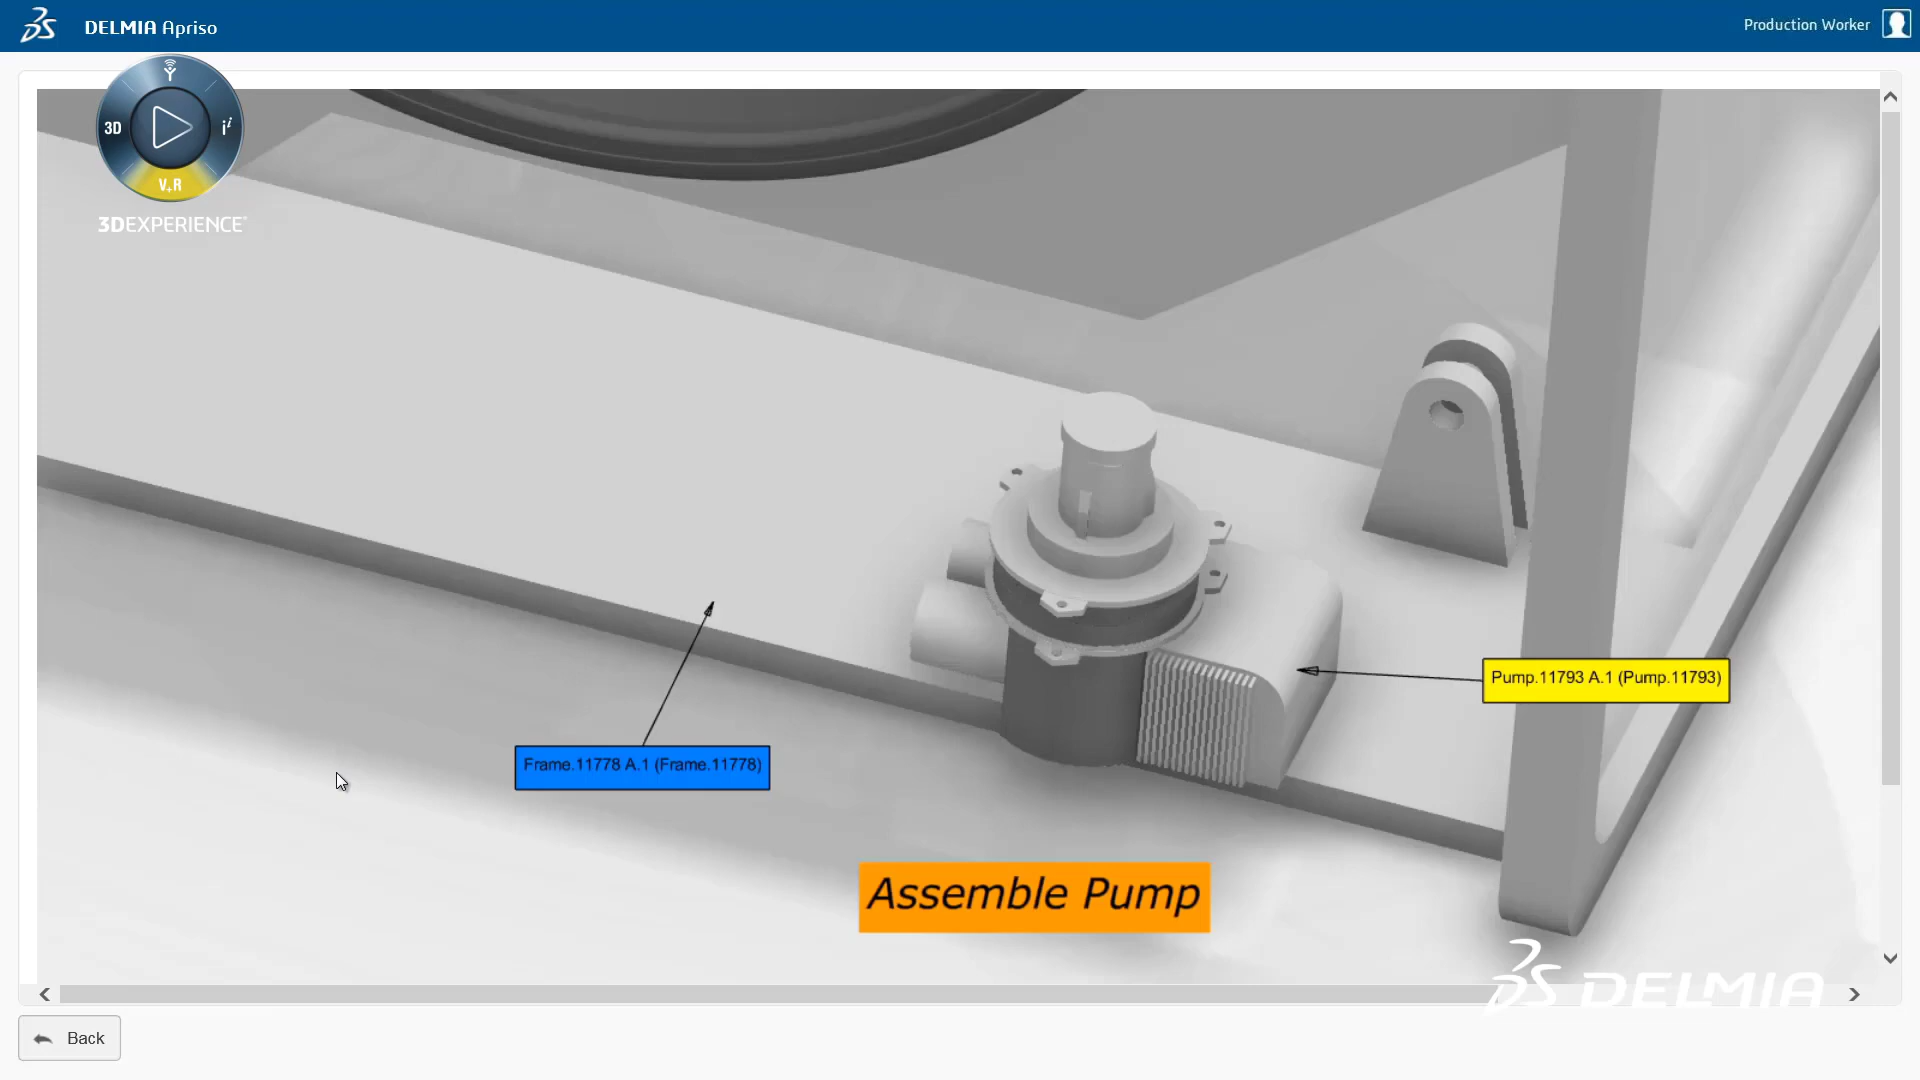 DELMIA Apriso
Production Worker
3D
i
V+R
3DEXPERIENCE
Pump.11793 A.1 (Pump.11793)
Frame.11778 A.1 (Frame.11778)
Assemble Pump
DELMIA
Back